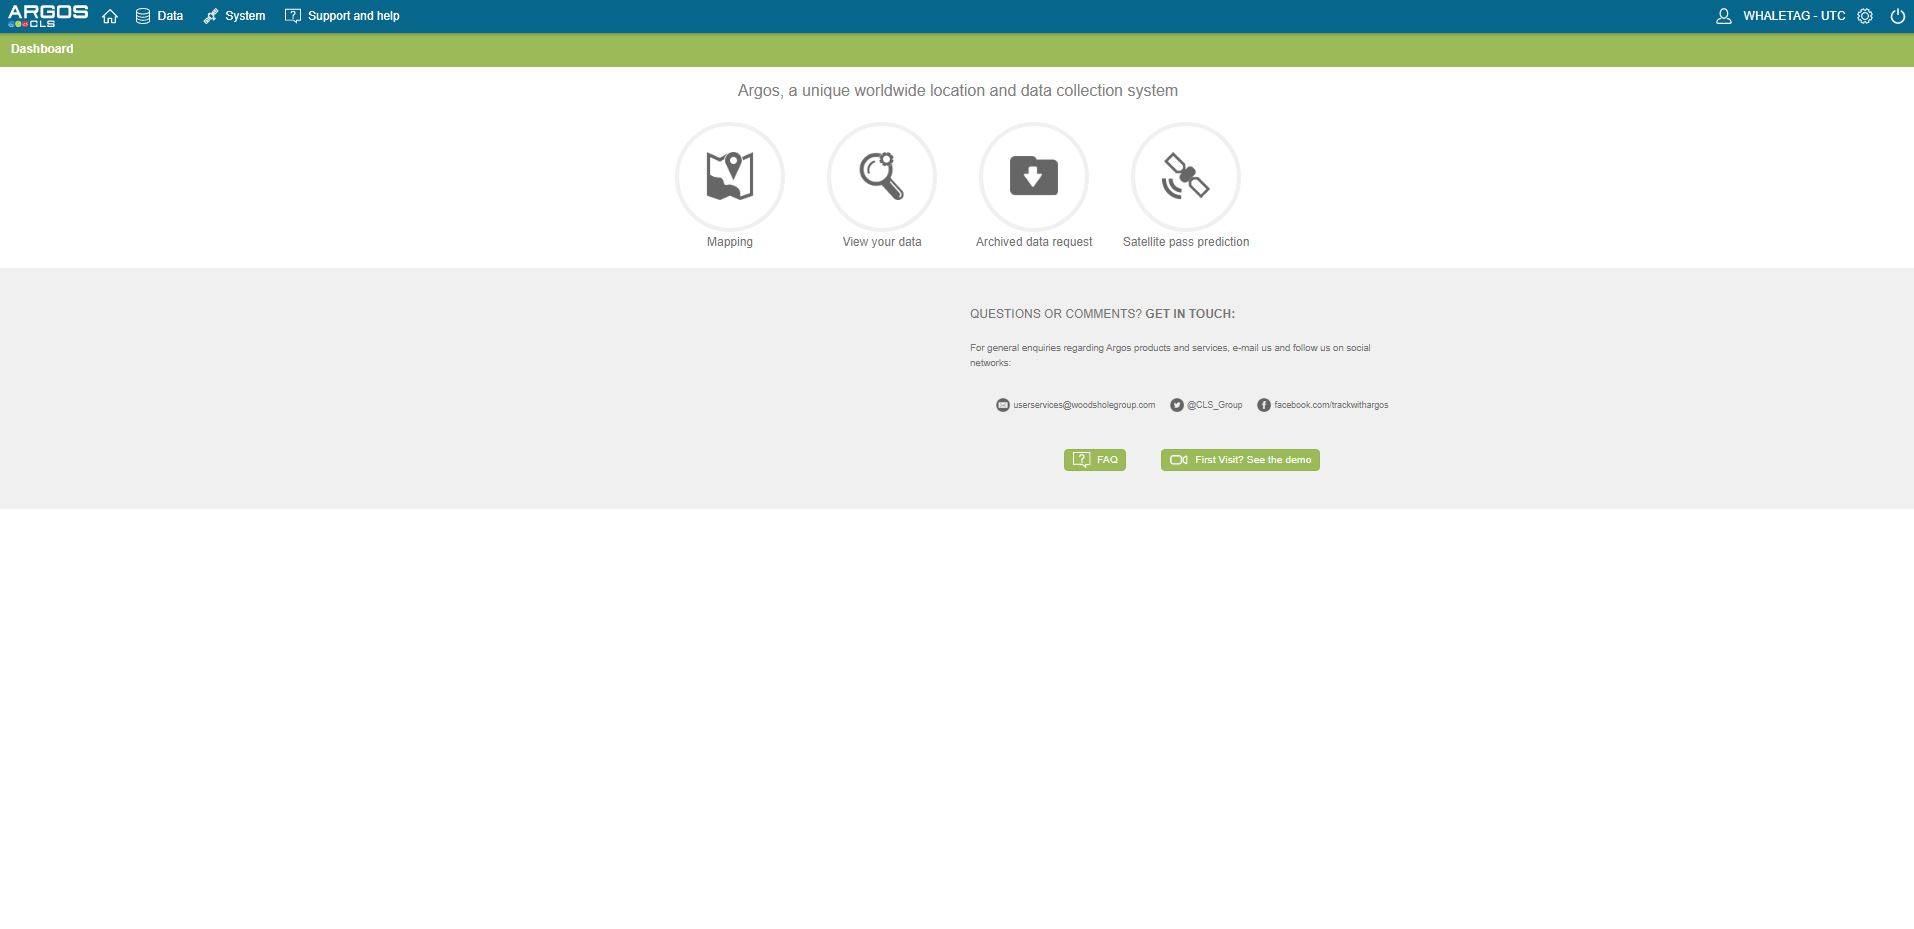 ARGOS
CLS
Data
System
Support and help
WHALETAG - UTC
Dashboard
Argos, a unique worldwide location and data collection system
Mapping
View your data
Archived data request
Satellite pass prediction
QUESTIONS OR COMMENTS? GET IN TOUCH:
For general enquiries regarding Argos products and services, e-mail us and follow us on social
networks:
userservices@woodsholegroup.com
@CLS_Group
facebook.com/trackwithargos
FAQ
First Visit? See the demo